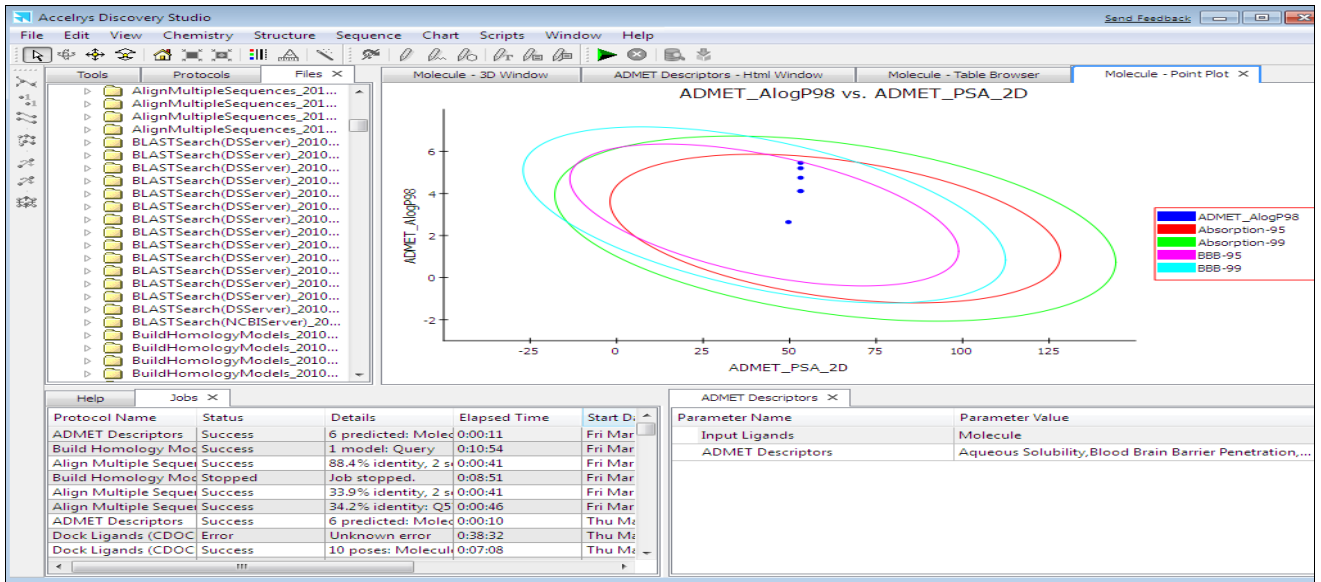 Accelrys Discovery Studio
Send Feedback
File Edit View Chemistry Structure Sequence Chart Scripts Window Help
Tools Protocols Files
AlignMultipleSequences_201...
AlignMultipleSequences_201...
AlignMultipleSequences_201...
AlignMultipleSequences_201...
BLASTSearch(DSServer)_2010...
BLASTSearch(DSServer)_2010...
BLASTSearch(DSServer)_2010...
BLASTSearch(DSServer)_2010...
BLASTSearch(DSServer)_2010...
BLASTSearch(DSServer)_2010...
BLASTSearch(DSServer)_2010...
BLASTSearch(DSServer)_2010...
BLASTSearch(DSServer)_2010...
BLASTSearch(DSServer)_2010...
BLASTSearch(DSServer)_2010...
BLASTSearch(DSServer)_2010...
BLASTSearch(DSServer)_2010...
BLASTSearch(DSServer)_2010...
BLASTSearch(NCBIServer)_20...
BuildHomologyModels_2010...
BuildHomologyModels_2010...
BuildHomologyModels_2010...
BuildHomologyModels_2010...
Molecule - 3D Window ADMET Descriptors - Html Window Molecule - Table Browser Molecule - Point Plot
ADMET_AlogP98 vs. ADMET_PSA_2D
ADMET_AlogP98
6
4
2
0
-2
-25 0 25 50 75 100 125
ADMET_PSA_2D
ADMET_AlogP98
Absorption-95
Absorption-99
BBB-95
BBB-99
Help Jobs
Protocol Name Status Details Elapsed Time Start Da
ADMET Descriptors Success 6 predicted: Molec 0:00:11 Fri Mar
Build Homology Moc Success 1 model: Query 0:10:54 Fri Mar
Align Multiple Sequer Success 88.4% identity, 2 s 0:00:41 Fri Mar
Build Homology Moc Stopped Job stopped. 0:08:51 Fri Mar
Align Multiple Sequer Success 33.9% identity, 2 s 0:00:41 Fri Mar
Align Multiple Sequer Success 34.2% identity: Q5 0:00:46 Fri Mar
ADMET Descriptors Success 6 predicted: Molec 0:00:10 Thu Ma
Dock Ligands (CDOC Error Unknown error 0:38:32 Thu Ma
Dock Ligands (CDOC Success 10 poses: Molecul 0:07:08 Thu Ma
ADMET Descriptors
Parameter Name Parameter Value
Input Ligands Molecule
ADMET Descriptors Aqueous Solubility,Blood Brain Barrier Penetration,...